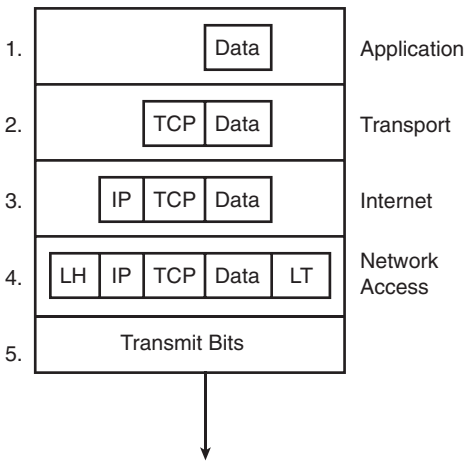 1. Data Application
2. TCP Data Transport
3. IP TCP Data Internet
4. LH IP TCP Data LT Network
Access
5. Transmit Bits